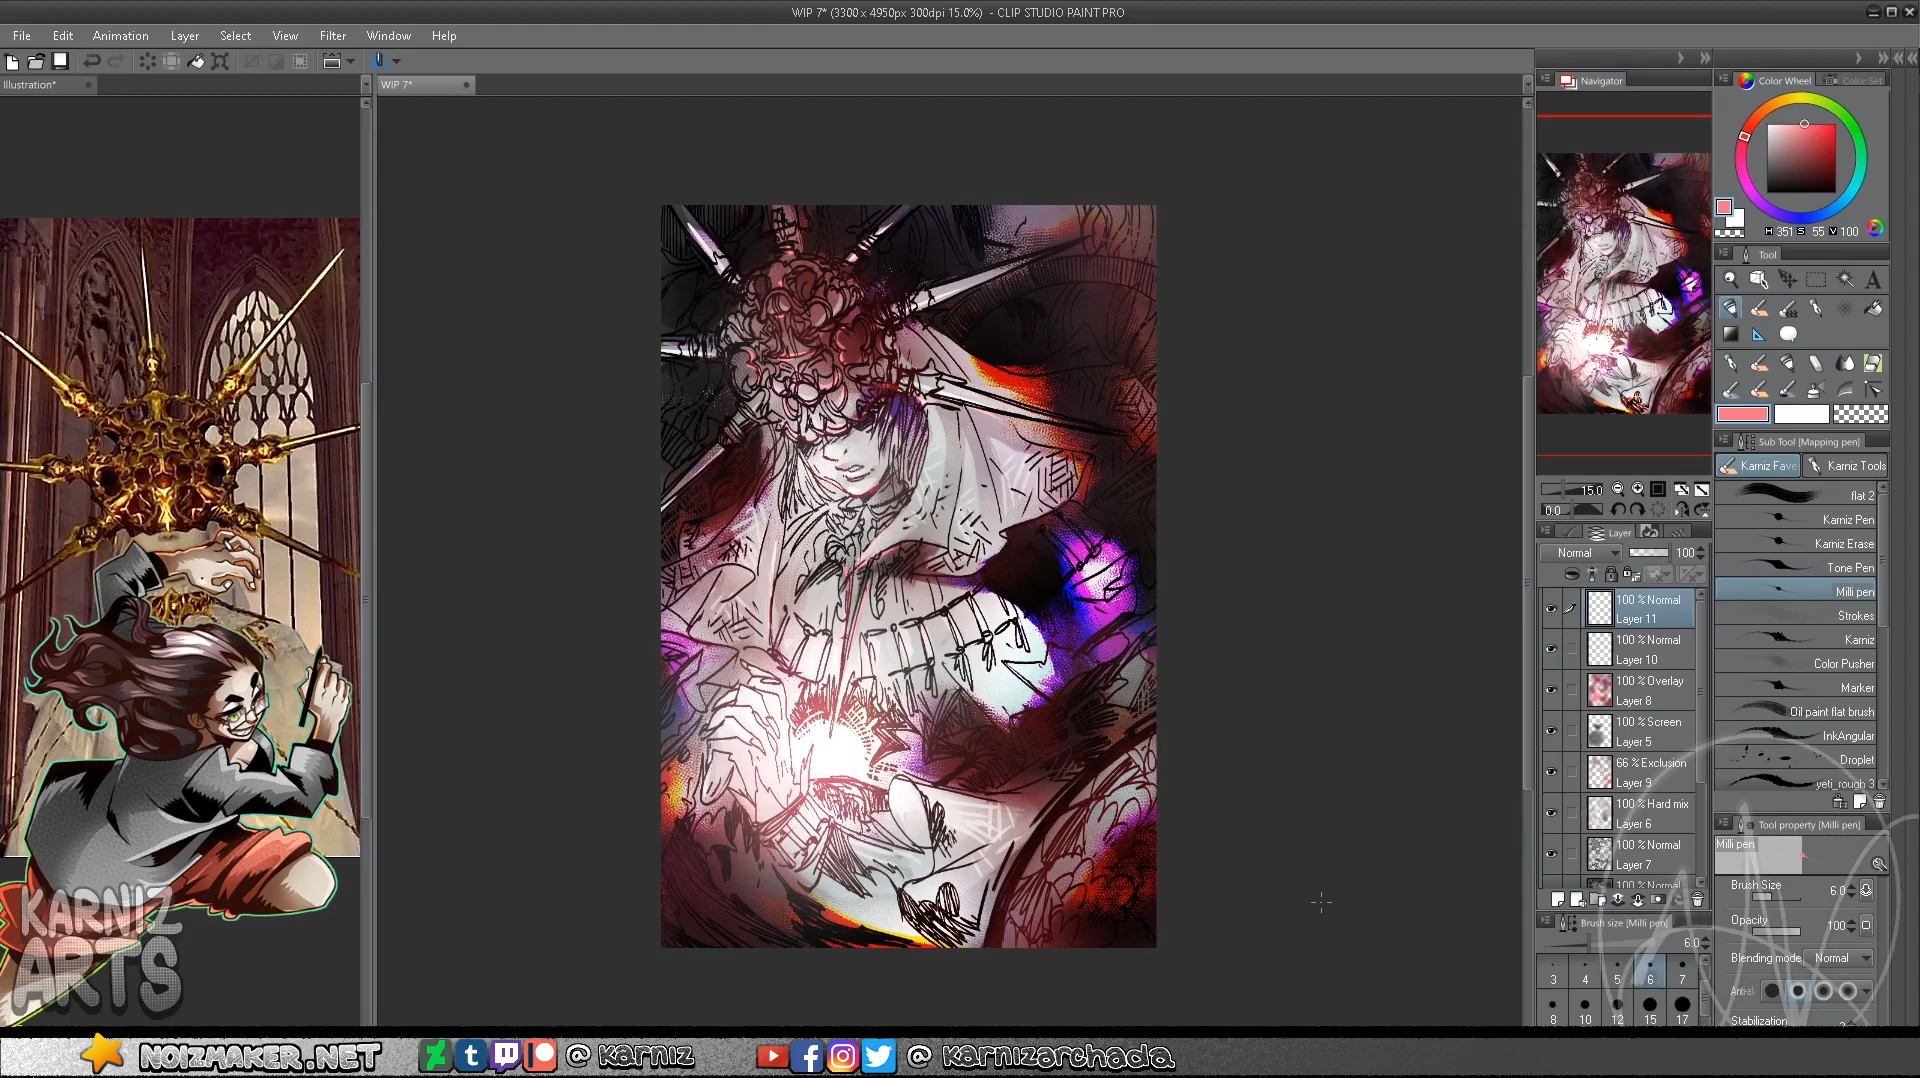 WIP 7* (3300 x 4950px 300dpi 15.0%) - CLIP STUDIO PAINT PRO
File Edit Animation Layer Select View Filter Window Help
Illustration*
WIP 7*
Navigator
15.0
0.0
Layer
Normal 100
100 % Normal
Layer 11
100 % Normal
Layer 10
100 % Overlay
Layer 8
100 % Screen
Layer 5
66 % Exclusion
Layer 9
100 % Hard mix
Layer 6
100 % Normal
Layer 7
100 % Normal
Brush size [Milli pen]
6.0
3 4 5 6 7
8 10 12 15 17
Color Wheel Color Set
H 351 S 55 V 100
Tool
A
Sub Tool [Mapping pen]
Karniz Fave Karniz Tools
flat 2
Karniz Pen
Karniz Erase
Tone Pen
Milli pen
Strokes
Karniz
Color Pusher
Marker
Oil paint flat brush
InkAngular
Droplet
yeti_rough 3
Tool property [Milli pen]
Milli pen
Brush Size 6.0
Opacity 100
Blending mode Normal
Anti-al
Stabilization
KARNIZ
ARTS
NOIZMAKER.NET @ KARNIZ @ KARNIZARCHADA